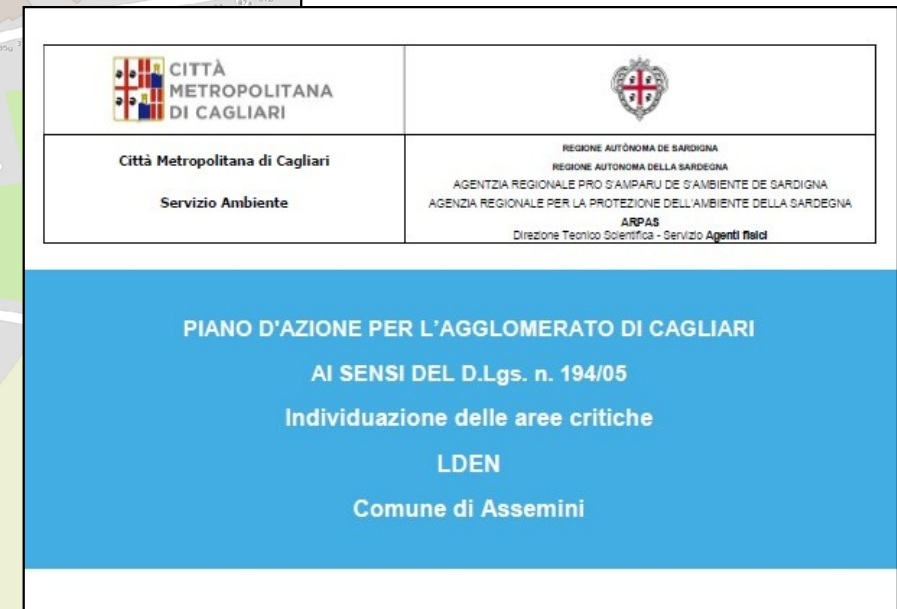 CITTÀ
METROPOLITANA
DI CAGLIARI
Città Metropolitana di Cagliari
Servizio Ambiente
REGIONE AUTÒNOMA DE SARDIGNA
REGIONE AUTONOMA DELLA SARDEGNA
AGENTZIA REGIONALE PRO S'AMPARU DE S'AMBIENTE DE SARDIGNA
AGENZIA REGIONALE PER LA PROTEZIONE DELL'AMBIENTE DELLA SARDEGNA
ARPAS
Direzione Tecnico Scientifica - Servizio Agenti fisici
PIANO D'AZIONE PER L'AGGLOMERATO DI CAGLIARI
AI SENSI DEL D.Lgs. n. 194/05
Individuazione delle aree critiche
LDEN
Comune di Assemini